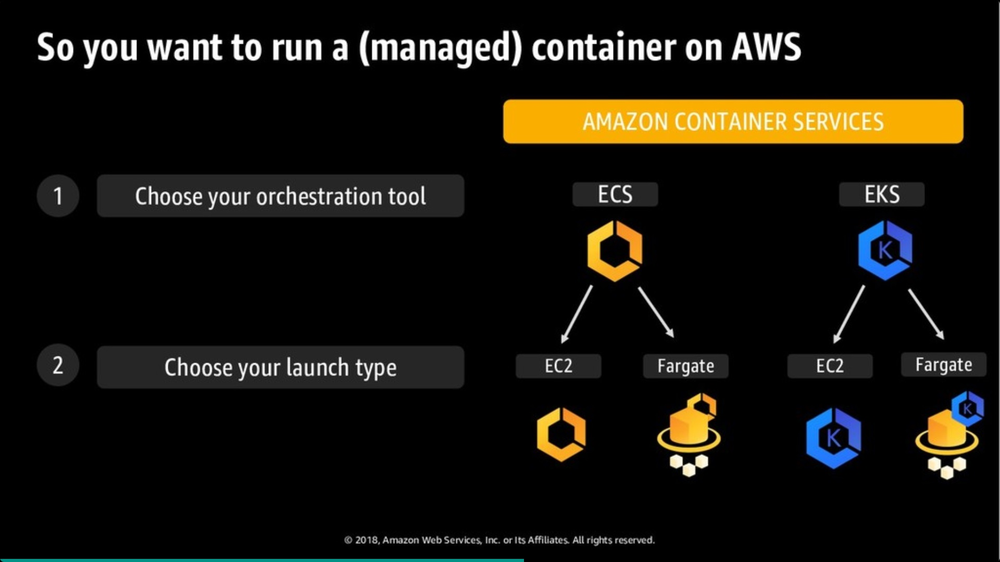 So you want to run a (managed) container on AWS
AMAZON CONTAINER SERVICES
1 Choose your orchestration tool
ECS
EKS
K
2 Choose your launch type
EC2
Fargate
EC2
Fargate
K
K
© 2018, Amazon Web Services, Inc. or Its Affiliates. All rights reserved.